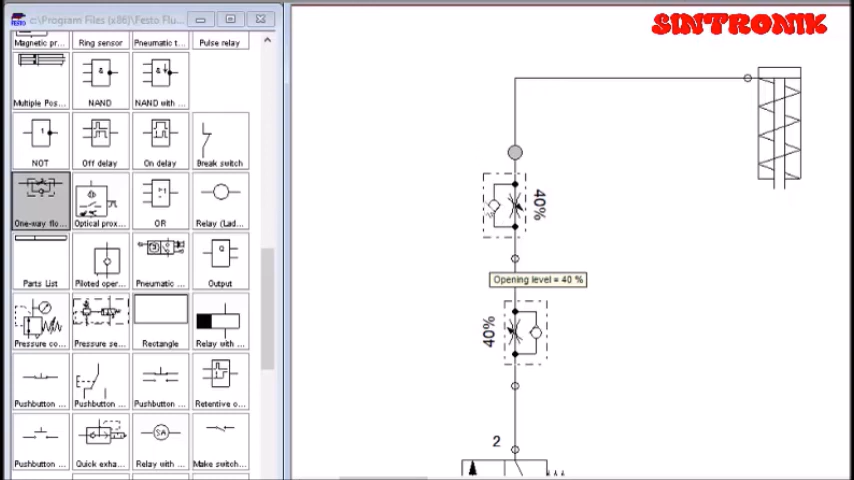 c:\Program Files (x86)\Festo Flu...
SINTRONIK
Magnetic pr...
Ring sensor
Pneumatic t...
Pulse relay
Multiple Pos...
NAND
NAND with ...
NOT
Off delay
On delay
Break switch
One-way flo...
Optical prox...
OR
Relay (Lad...
Parts List
Piloted oper...
Pneumatic ...
Output
Pressure co...
Pressure se...
Rectangle
Relay with ...
Pushbutton ...
Pushbutton ...
Pushbutton ...
Retentive o...
Pushbutton ...
Quick exha...
Relay with ...
Make switch...
40%
Opening level = 40 %
40%
2